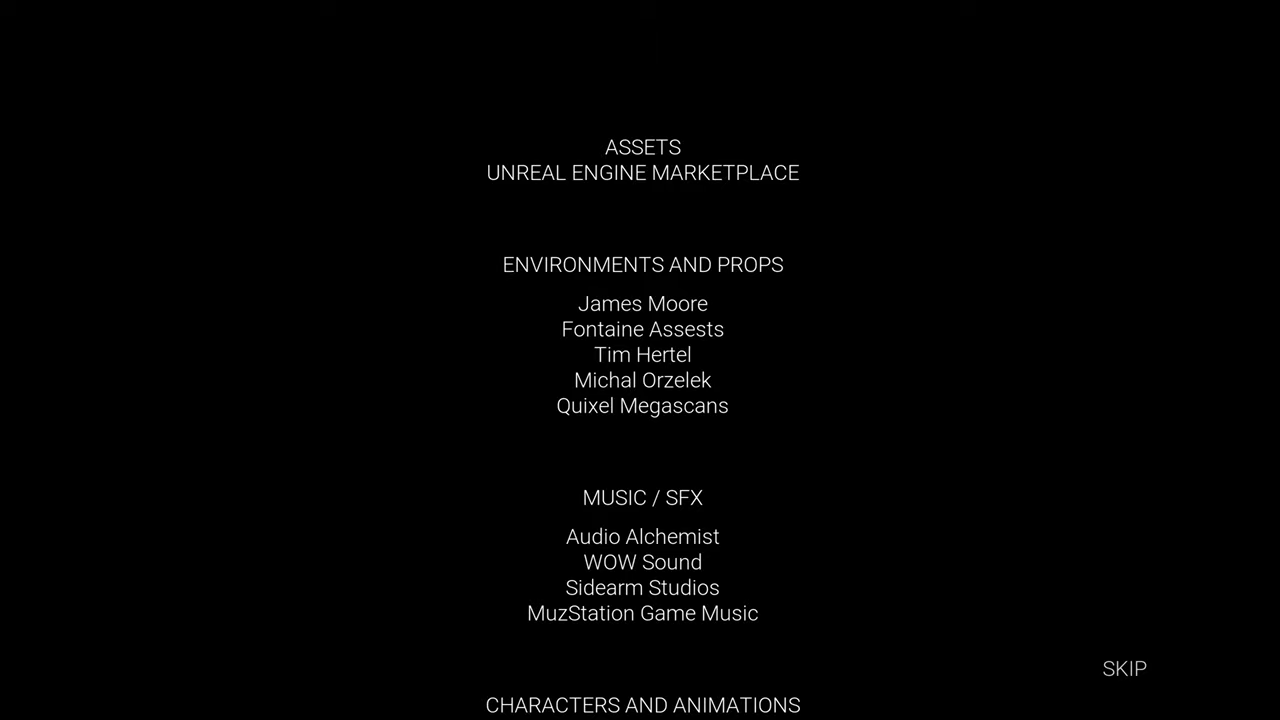 ASSETS
UNREAL ENGINE MARKETPLACE
ENVIRONMENTS AND PROPS
James Moore
Fontaine Assests
Tim Hertel
Michal Orzelek
Quixel Megascans
MUSIC / SFX
Audio Alchemist
WOW Sound
Sidearm Studios
MuzStation Game Music
SKIP
CHARACTERS AND ANIMATIONS